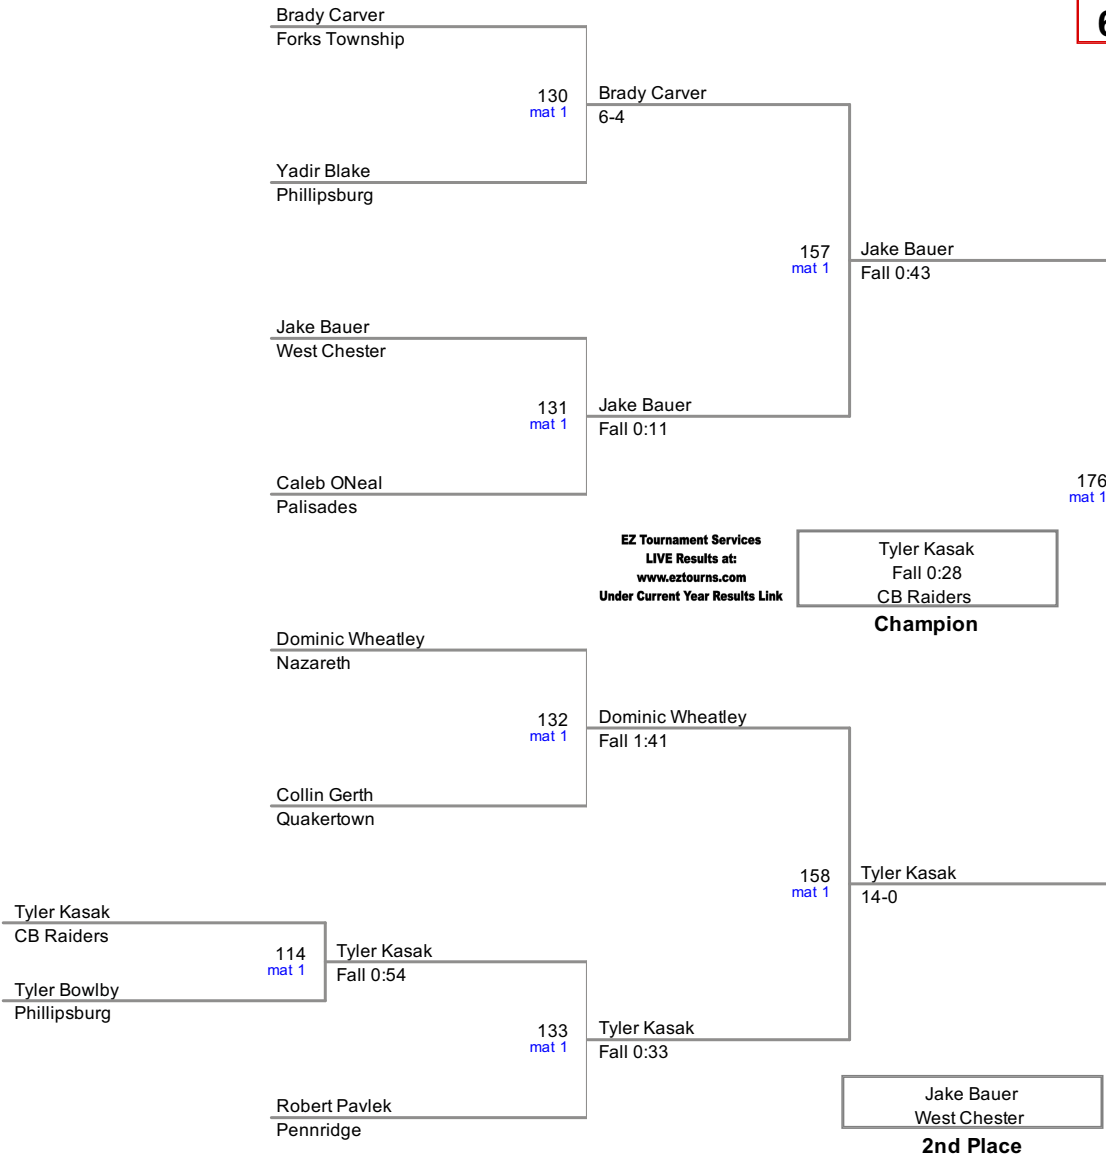 Brady Carver
Forks Township
6
130
mat 1
Brady Carver
6-4
Yadir Blake
Phillipsburg
157
mat 1
Jake Bauer
Fall 0:43
Jake Bauer
West Chester
131
mat 1
Jake Bauer
Fall 0:11
Caleb ONeal
Palisades
176
mat 1
EZ Tournament Services
LIVE Results at:
www.eztourns.com
Under Current Year Results Link
Tyler Kasak
Fall 0:28
CB Raiders
Champion
Dominic Wheatley
Nazareth
132
mat 1
Dominic Wheatley
Fall 1:41
Collin Gerth
Quakertown
158
mat 1
Tyler Kasak
14-0
Tyler Kasak
CB Raiders
114
mat 1
Tyler Kasak
Fall 0:54
Tyler Bowlby
Phillipsburg
133
mat 1
Tyler Kasak
Fall 0:33
Robert Pavlek
Pennridge
Jake Bauer
West Chester
2nd Place